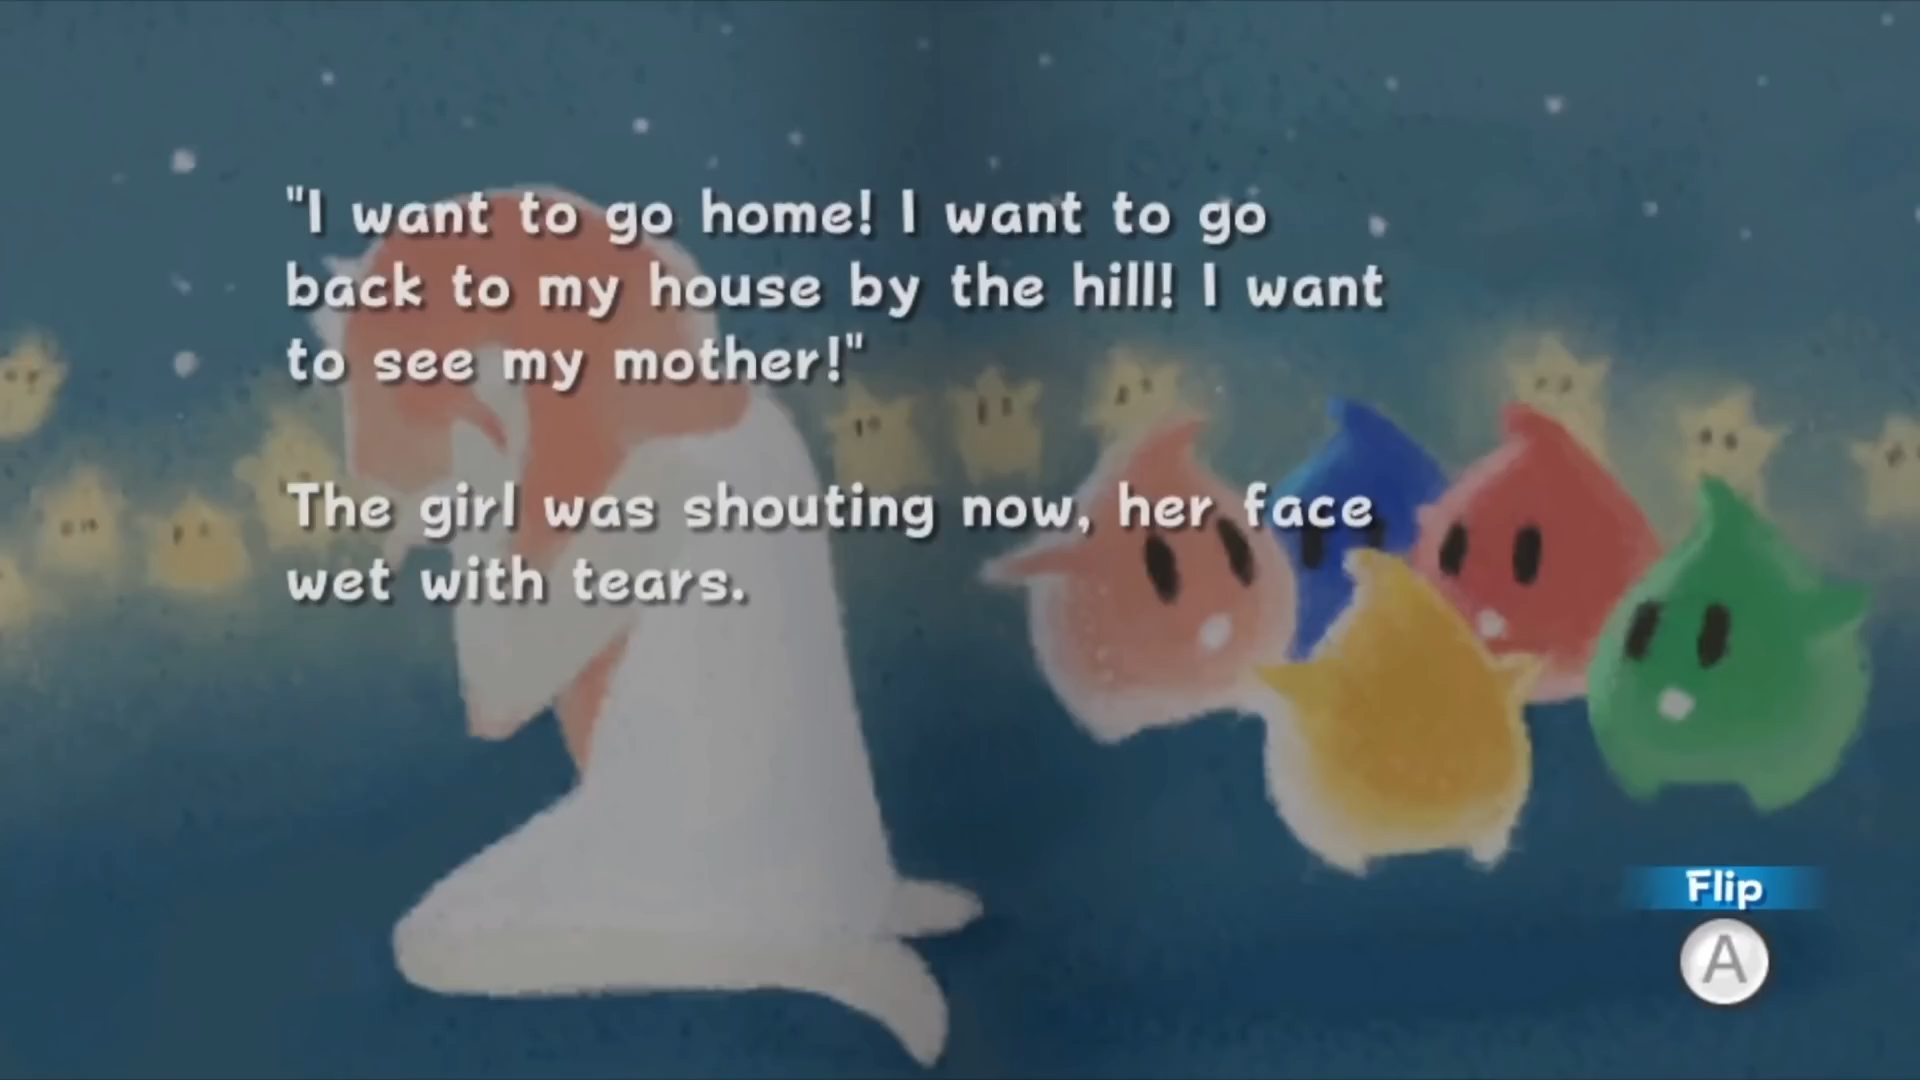 "I want to go home! I want to go
back to my house by the hill! I want
to see my mother!"
The girl was shouting now, her face
wet with tears.
Flip
A